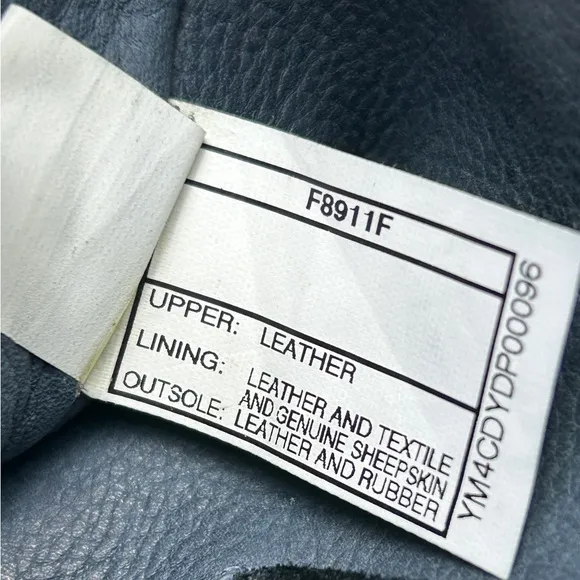 F8911F
UPPER: LEATHER
LINING: LEATHER AND TEXTILE
AND GENUINE SHEEPSKIN
OUTSOLE: LEATHER AND RUBBER
YM4CDYDP00096